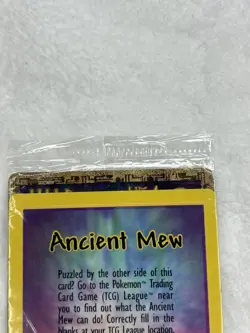 Ancient Mew
Puzzled by the other side of this
card? Go to the Pokemon™ Trading
Card Game (TCG) League™ near
you to find out what the Ancient
Mew can do! Correctly fill in the
blanks at your TCG League location,